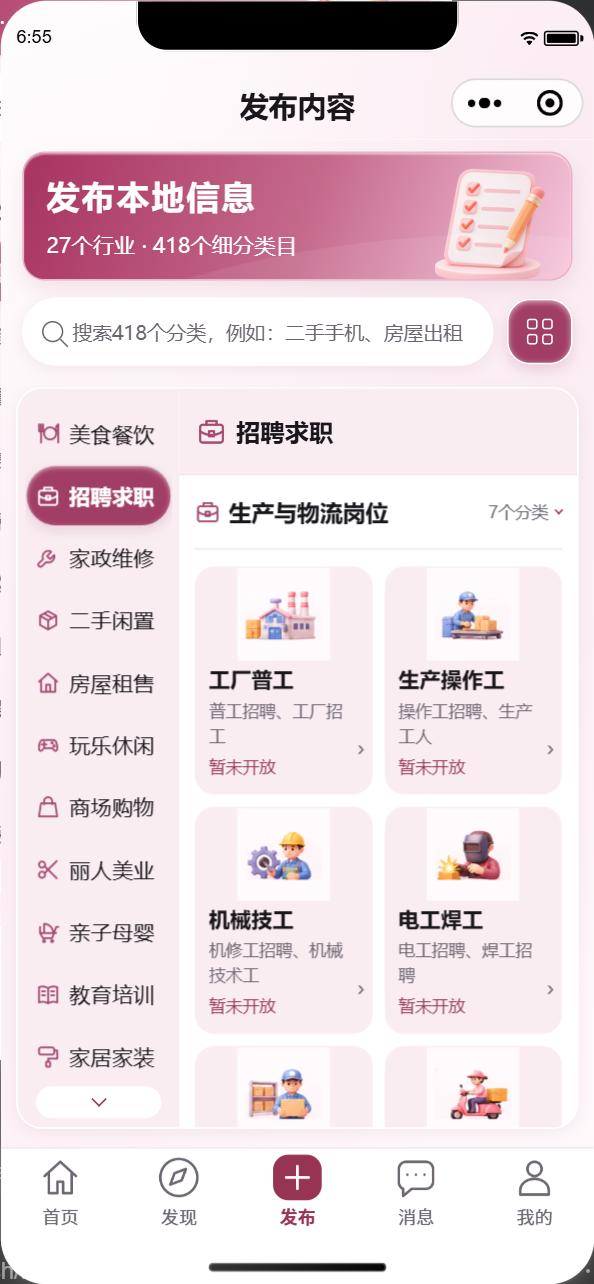 6:55
发布内容
发布本地信息
27个行业 · 418个细分类目
搜索418个分类，例如：二手手机、房屋出租
美食餐饮
招聘求职
家政维修
二手闲置
房屋租售
玩乐休闲
商场购物
丽人美业
亲子母婴
教育培训
家居家装
招聘求职
生产与物流岗位
7个分类
工厂普工
普工招聘、工厂招
工
暂未开放
生产操作工
操作工招聘、生产
工人
暂未开放
机械技工
机修工招聘、机械
技术工
暂未开放
电工焊工
电工招聘、焊工招
聘
暂未开放
首页
发现
发布
消息
我的